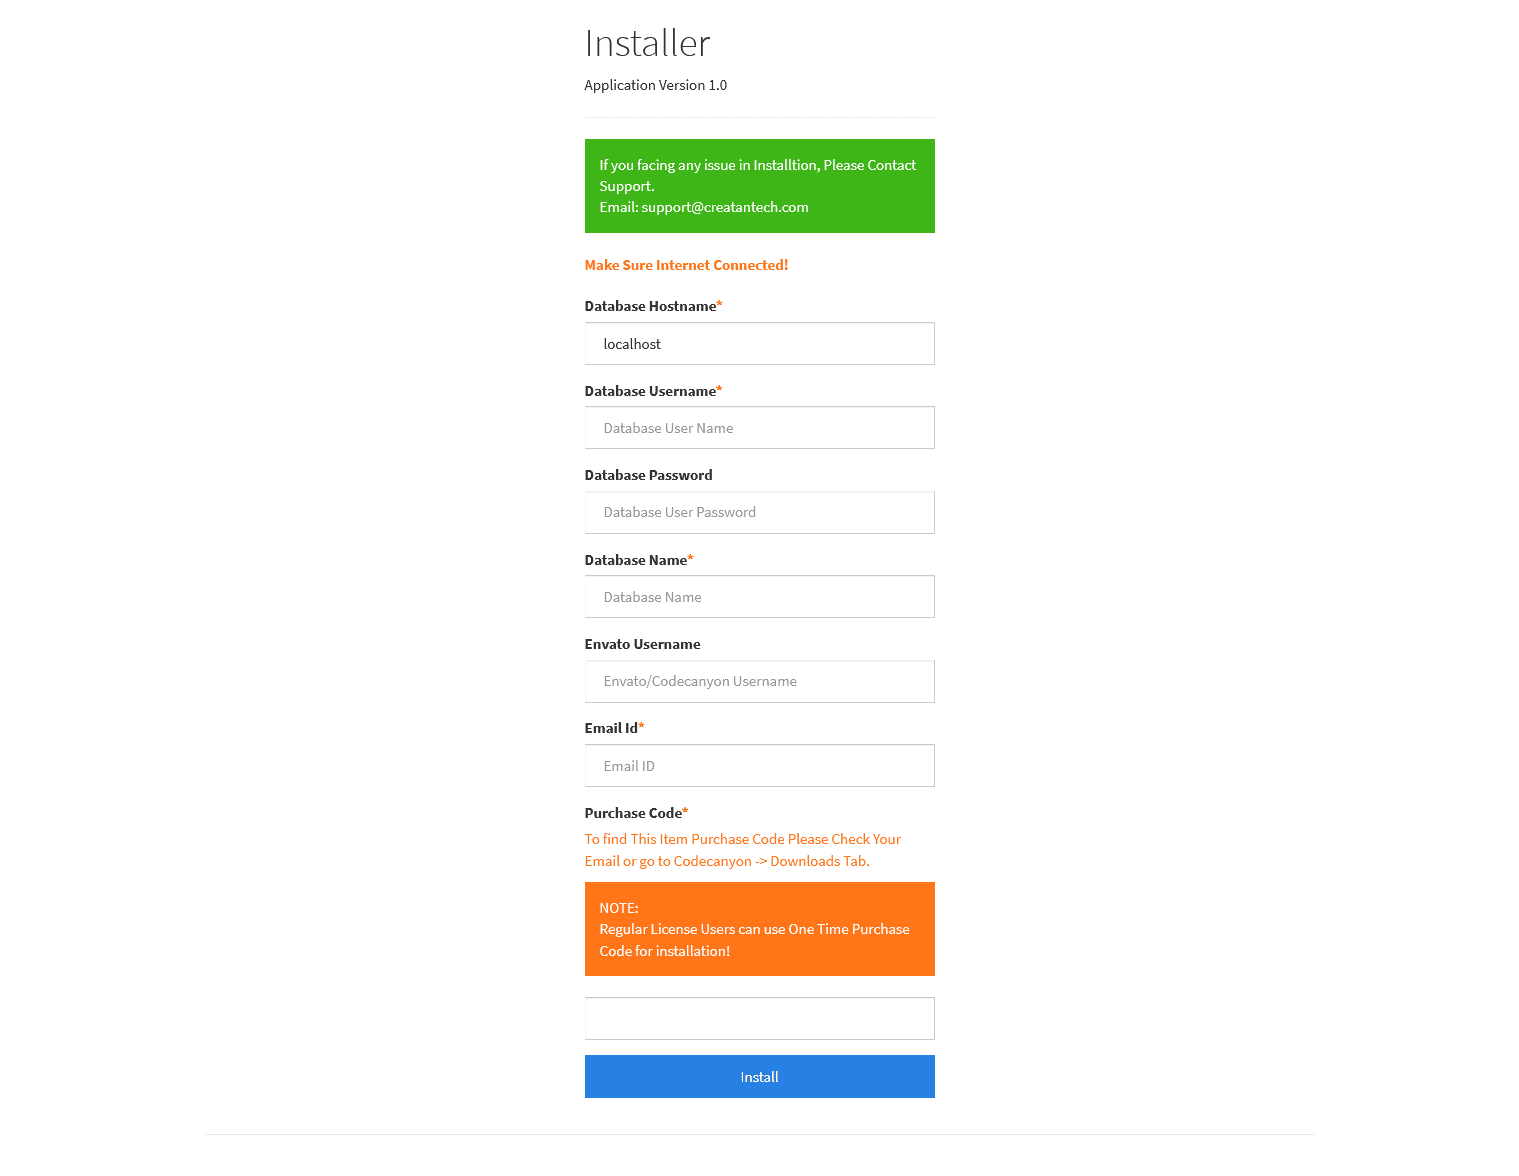 Installer
Application Version 1.0
If you facing any issue in Installtion, Please Contact
Support.
Email: support@creatantech.com
Make Sure Internet Connected!
Database Hostname*
localhost
Database Username*
Database User Name
Database Password
Database User Password
Database Name*
Database Name
Envato Username
Envato/Codecanyon Username
Email Id*
Email ID
Purchase Code*
To find This Item Purchase Code Please Check Your
Email or go to Codecanyon -> Downloads Tab.
NOTE:
Regular License Users can use One Time Purchase
Code for installation!
Install